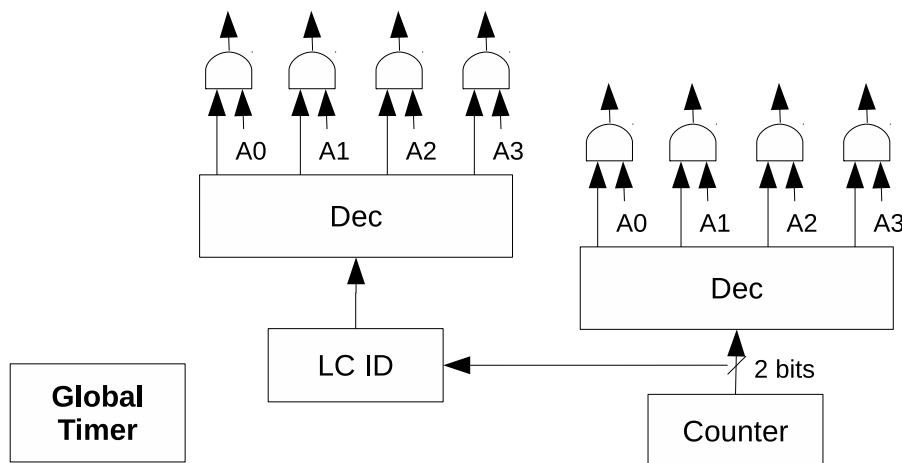 A0 A1 A2 A3
Dec
A0 A1 A2 A3
Dec
LC ID
2 bits
Global
Timer
Counter